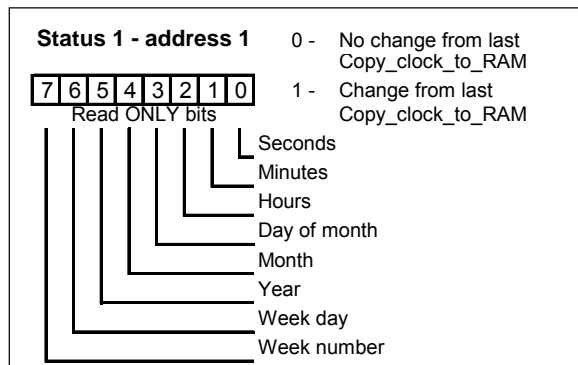 Status 1 - address 1
0 - No change from last
Copy_clock_to_RAM
7 6 5 4 3 2 1 0
1 - Change from last
Copy_clock_to_RAM
Read ONLY bits
Seconds
Minutes
Hours
Day of month
Month
Year
Week day
Week number